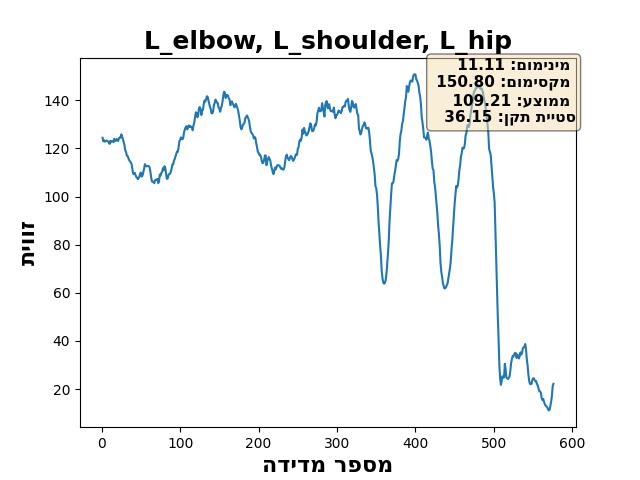 L_elbow, L_shoulder, L_hip
מינימום: 11.11
מקסימום: 150.80
ממוצע: 109.21
סטיית תקן: 36.15
זווית
140
120
100
80
60
40
20
0 100 200 300 400 500 600
מספר מדידה